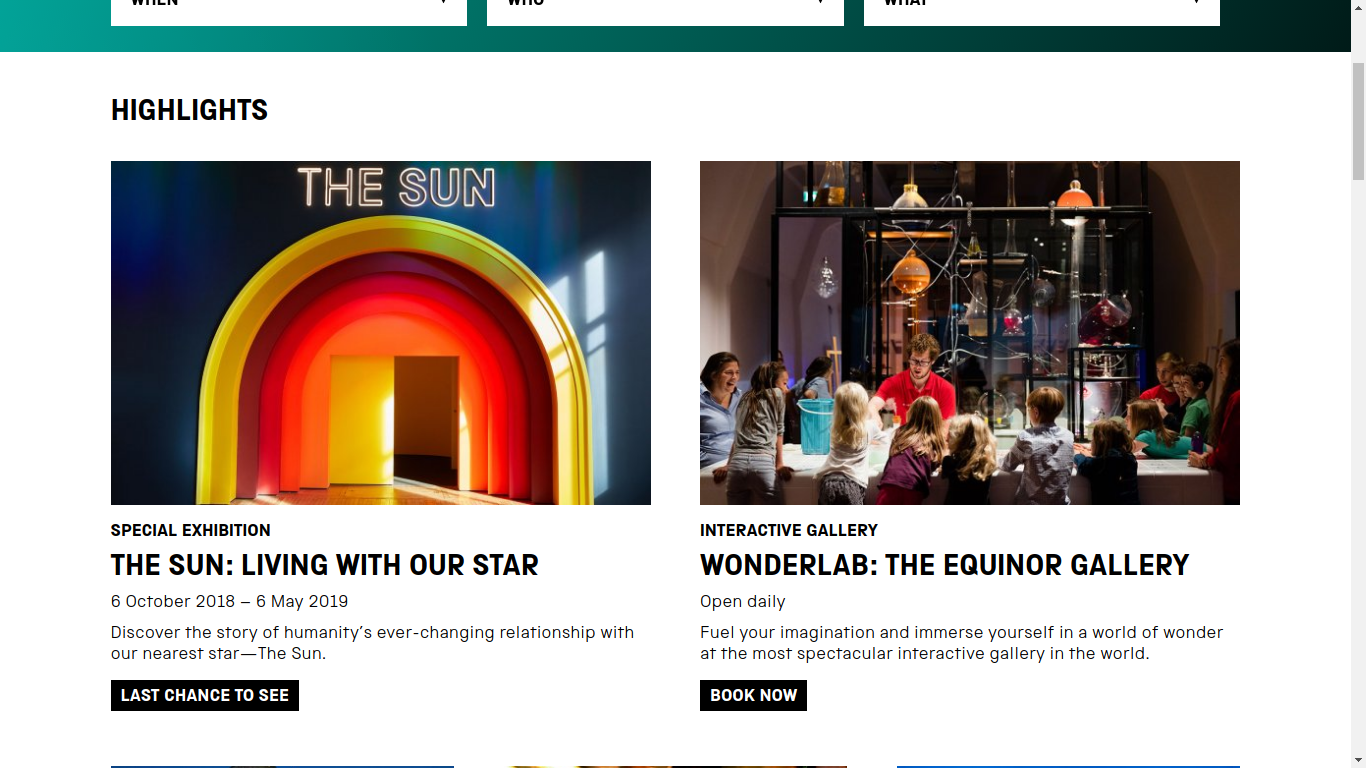 WHEN
WHO
WHAT
HIGHLIGHTS
THE SUN
SPECIAL EXHIBITION
THE SUN: LIVING WITH OUR STAR
6 October 2018 – 6 May 2019
Discover the story of humanity’s ever-changing relationship with
our nearest star—The Sun.
LAST CHANCE TO SEE
INTERACTIVE GALLERY
WONDERLAB: THE EQUINOR GALLERY
Open daily
Fuel your imagination and immerse yourself in a world of wonder
at the most spectacular interactive gallery in the world.
BOOK NOW